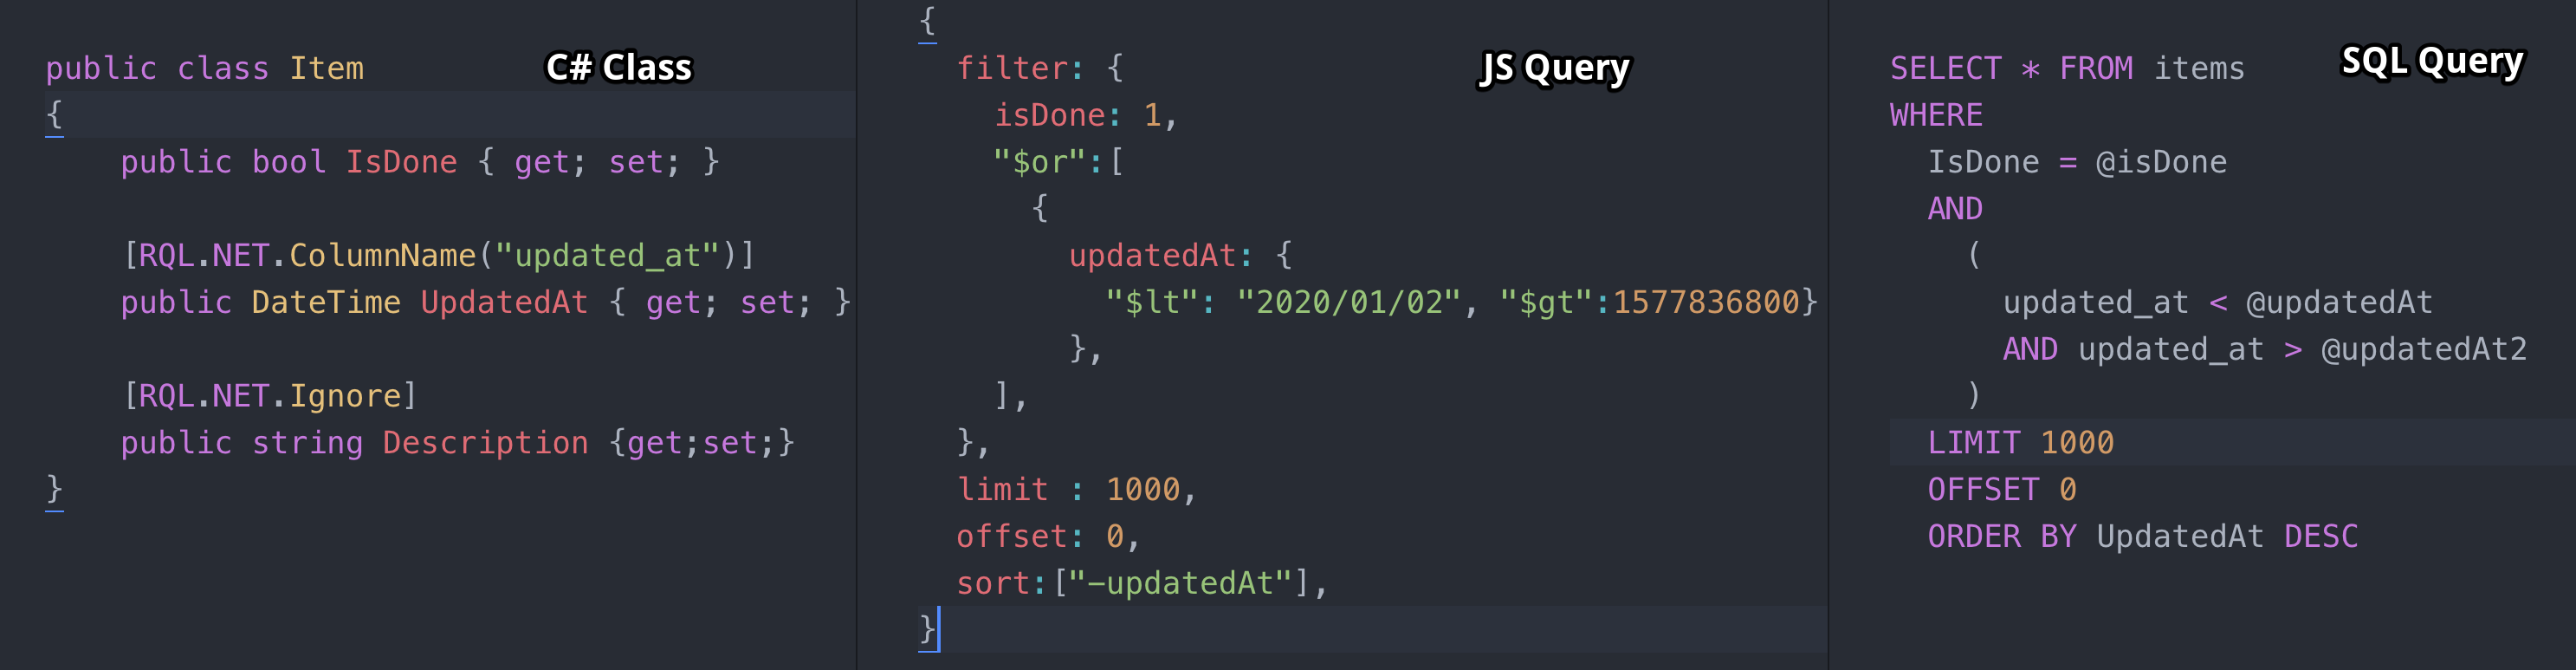 C# Class
public class Item
{
    public bool IsDone { get; set; }

    [RQL.NET.ColumnName("updated_at")]
    public DateTime UpdatedAt { get; set; }

    [RQL.NET.Ignore]
    public string Description {get;set;}
}
JS Query
{
  filter: {
    isDone: 1,
    "$or":[
      {
        updatedAt: {
          "$lt": "2020/01/02", "$gt":1577836800}
        },
    ],
  },
  limit : 1000,
  offset: 0,
  sort:["-updatedAt"],
}
SQL Query
SELECT * FROM items
WHERE
  IsDone = @isDone
  AND
    (
      updated_at < @updatedAt
      AND updated_at > @updatedAt2
    )
  LIMIT 1000
  OFFSET 0
  ORDER BY UpdatedAt DESC